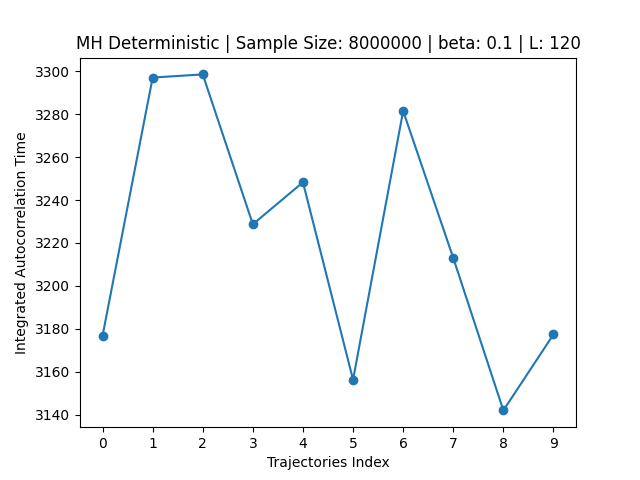 MH Deterministic | Sample Size: 8000000 | beta: 0.1 | L: 120
Integrated Autocorrelation Time
3300
3280
3260
3240
3220
3200
3180
3160
3140
0 1 2 3 4 5 6 7 8 9
Trajectories Index